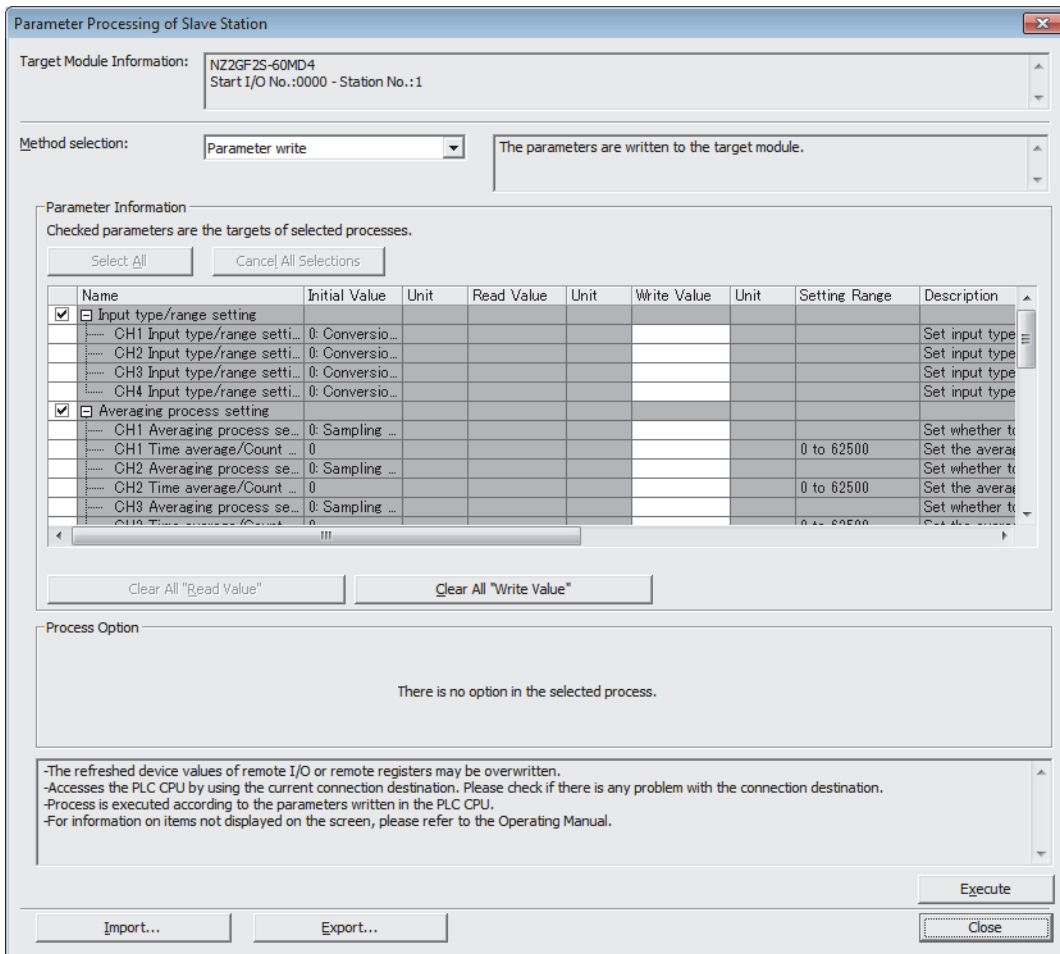 Parameter Processing of Slave Station
Target Module Information:
NZ2GF2S-60MD4
Start I/O No.:0000 - Station No.:1
Method selection:
Parameter write
The parameters are written to the target module.
Parameter Information
Checked parameters are the targets of selected processes.
Select All Cancel All Selections
Name Initial Value Unit Read Value Unit Write Value Unit Setting Range Description
Input type/range setting
CH1 Input type/range setti... 0: Conversio... Set input type
CH2 Input type/range setti... 0: Conversio... Set input type
CH3 Input type/range setti... 0: Conversio... Set input type
CH4 Input type/range setti... 0: Conversio... Set input type
Averaging process setting
CH1 Averaging process se... 0: Sampling ... Set whether to
CH1 Time average/Count ... 0 0 to 62500 Set the avera
CH2 Averaging process se... 0: Sampling ... Set whether to
CH2 Time average/Count ... 0 0 to 62500 Set the avera
CH3 Averaging process se... 0: Sampling ... Set whether to
Clear All "Read Value" Clear All "Write Value"
Process Option
There is no option in the selected process.
-The refreshed device values of remote I/O or remote registers may be overwritten.
-Accesses the PLC CPU by using the current connection destination. Please check if there is any problem with the connection destination.
-Process is executed according to the parameters written in the PLC CPU.
-For information on items not displayed on the screen, please refer to the Operating Manual.
Execute
Import... Export... Close